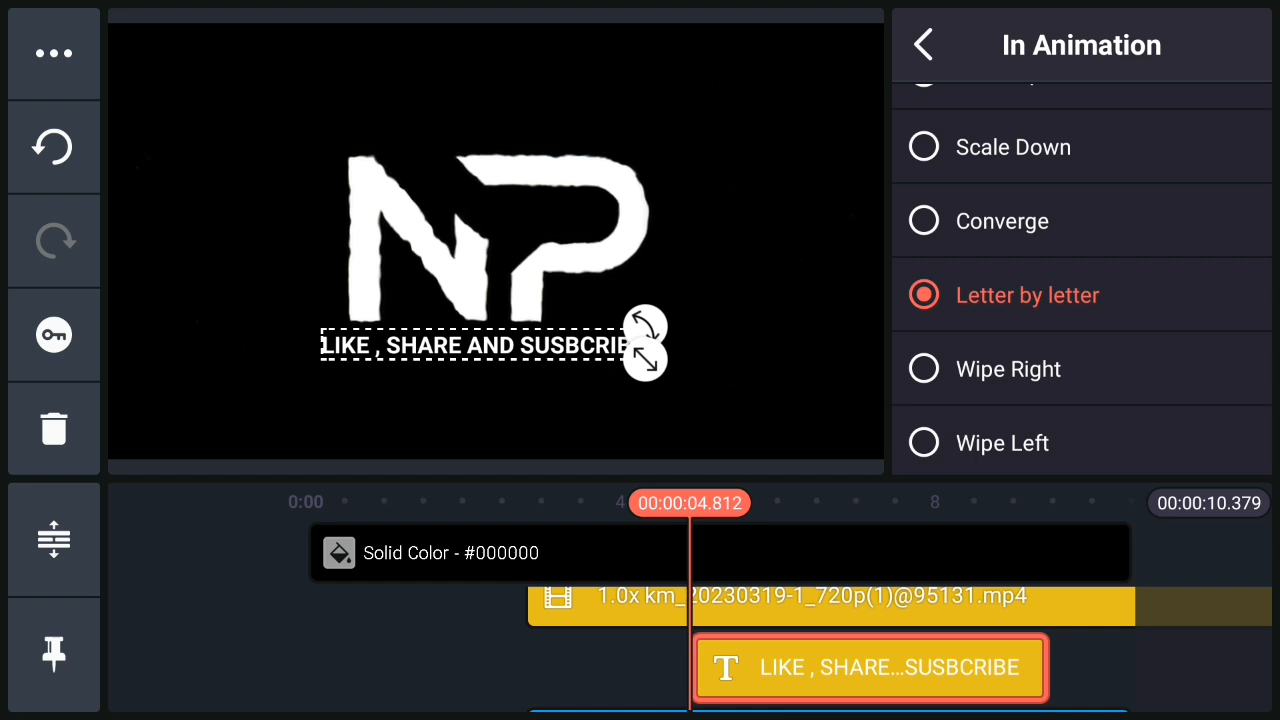 In Animation
Scale Down
Converge
Letter by letter
Wipe Right
Wipe Left
NP
LIKE , SHARE AND SUSBCRIBE
0:00
4
00:00:04.812
8
00:00:10.379
Solid Color - #000000
1.0x km_20230319-1_720p(1)@95131.mp4
T LIKE , SHARE...SUSBCRIBE